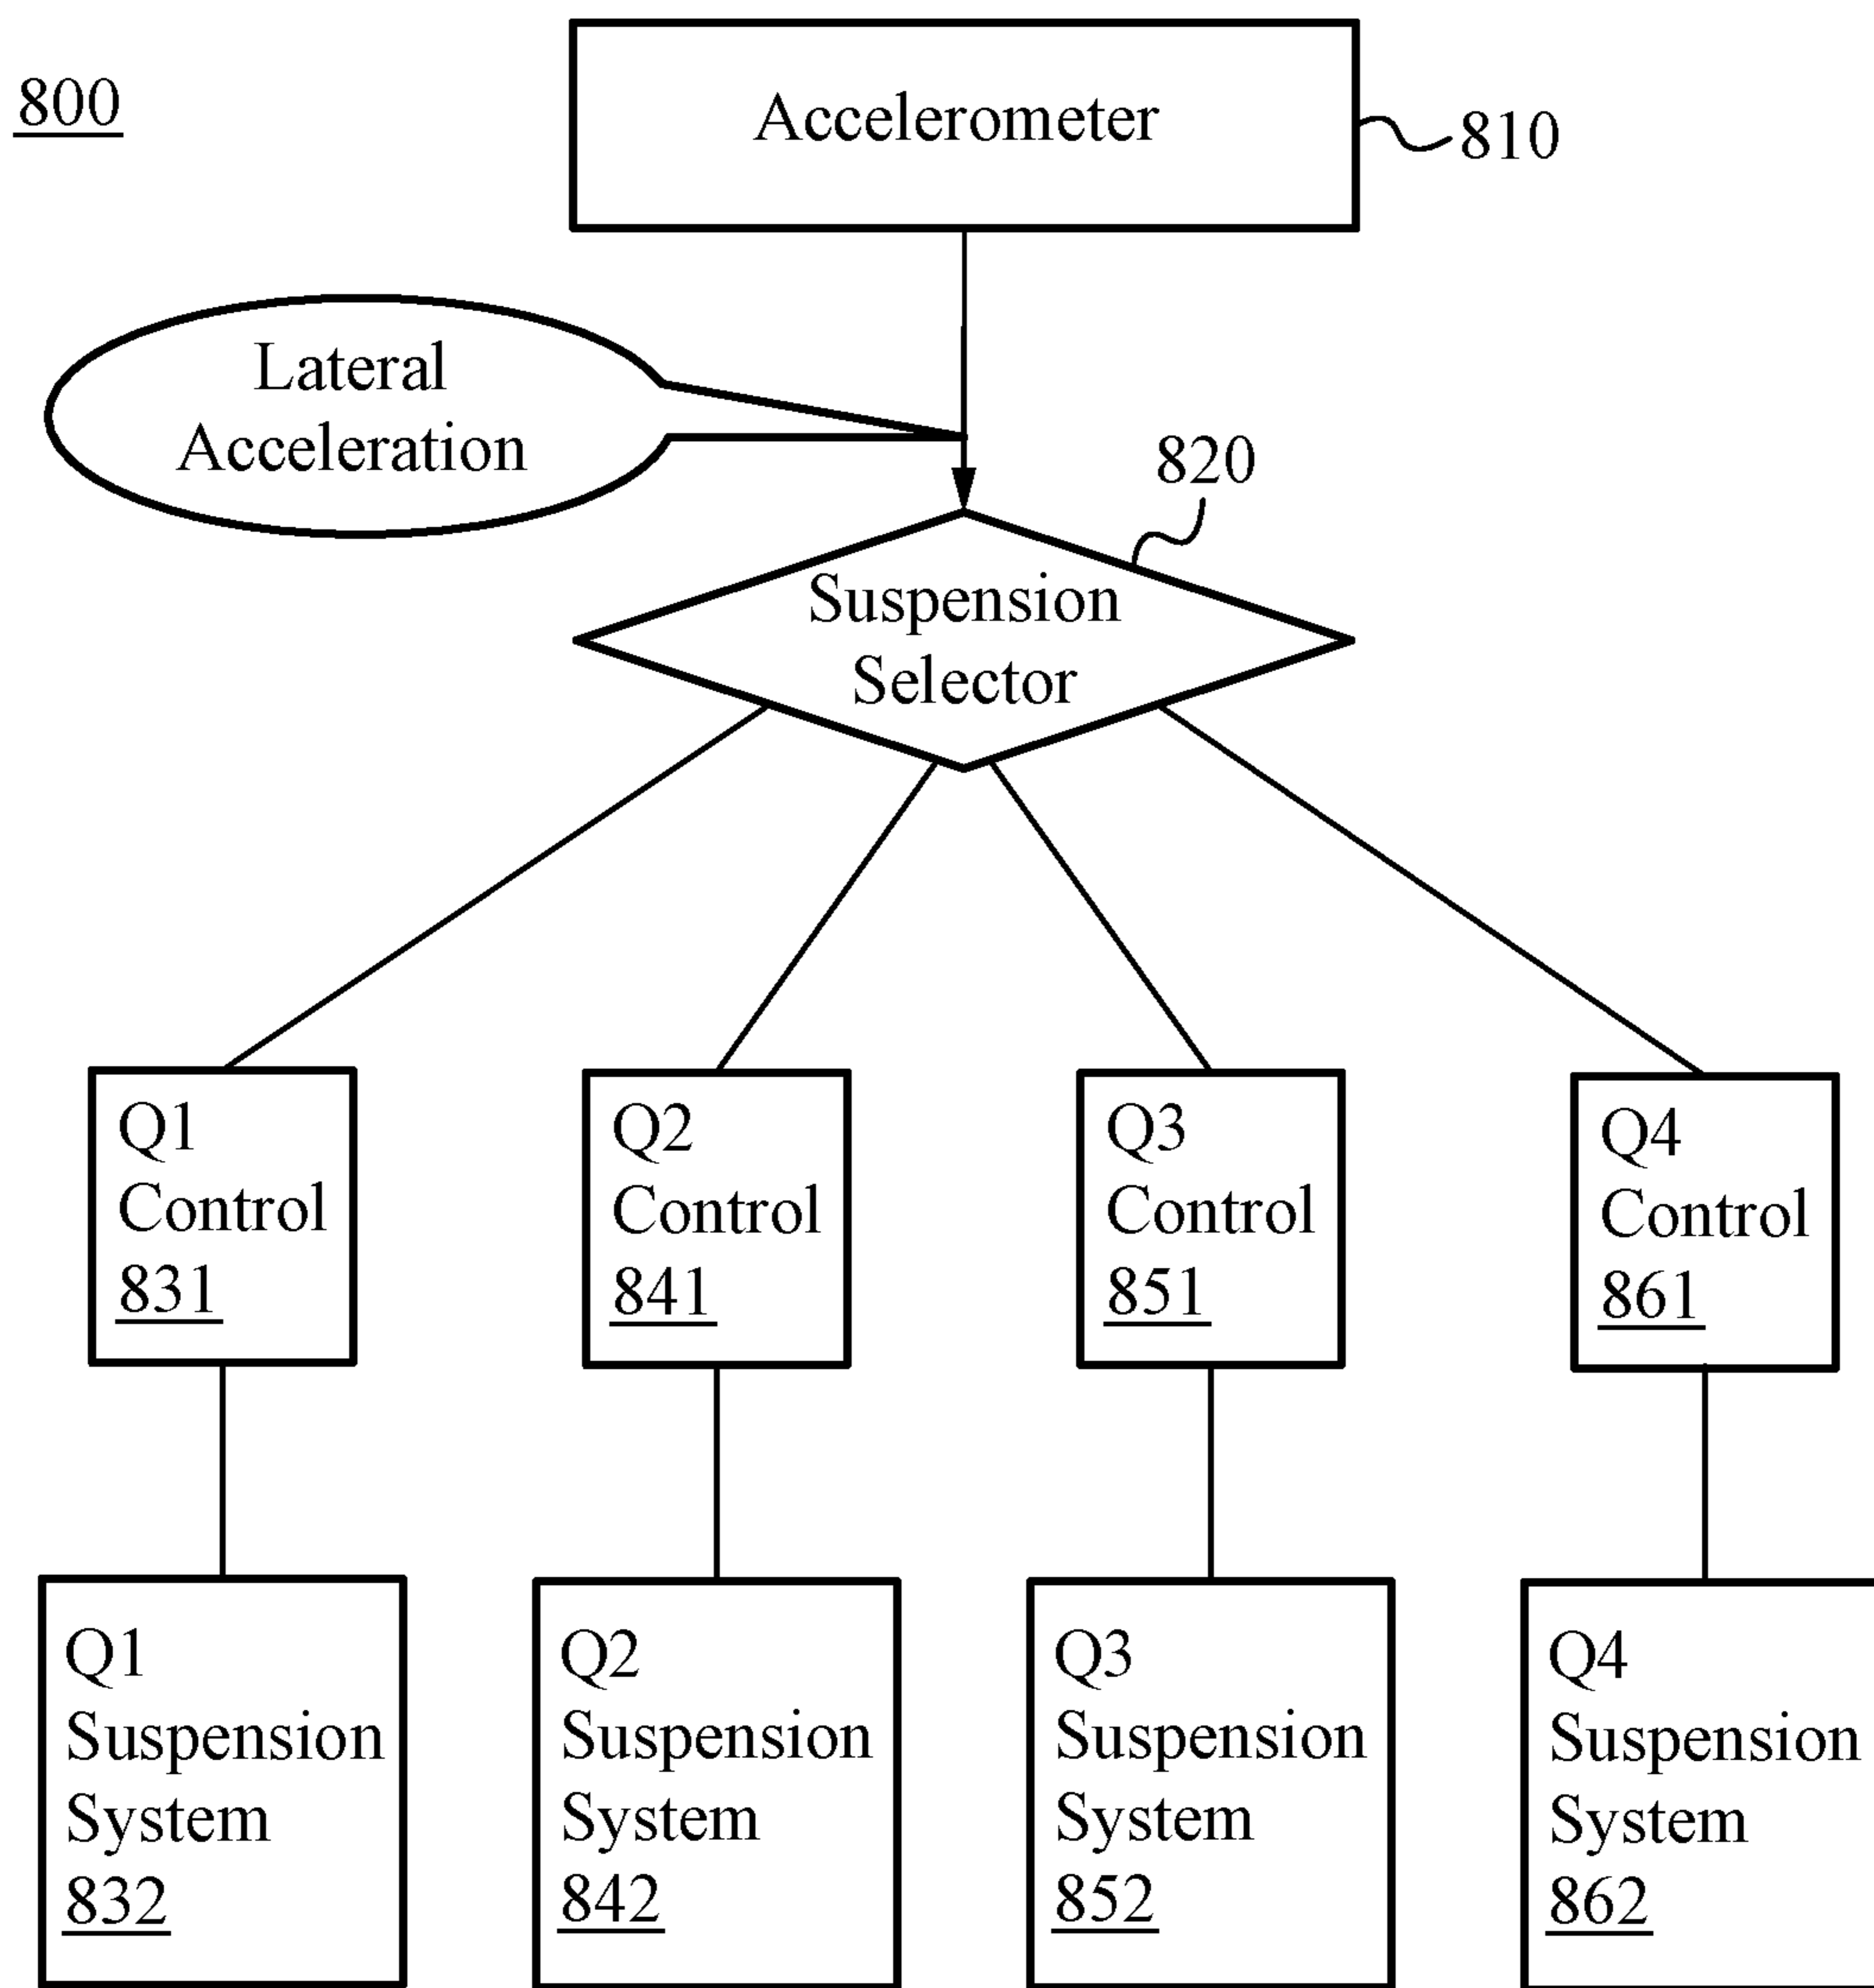 800
Accelerometer
810
Lateral
Acceleration
820
Suspension
Selector
Q1
Control
831
Q2
Control
841
Q3
Control
851
Q4
Control
861
Q1
Suspension
System
832
Q2
Suspension
System
842
Q3
Suspension
System
852
Q4
Suspension
System
862